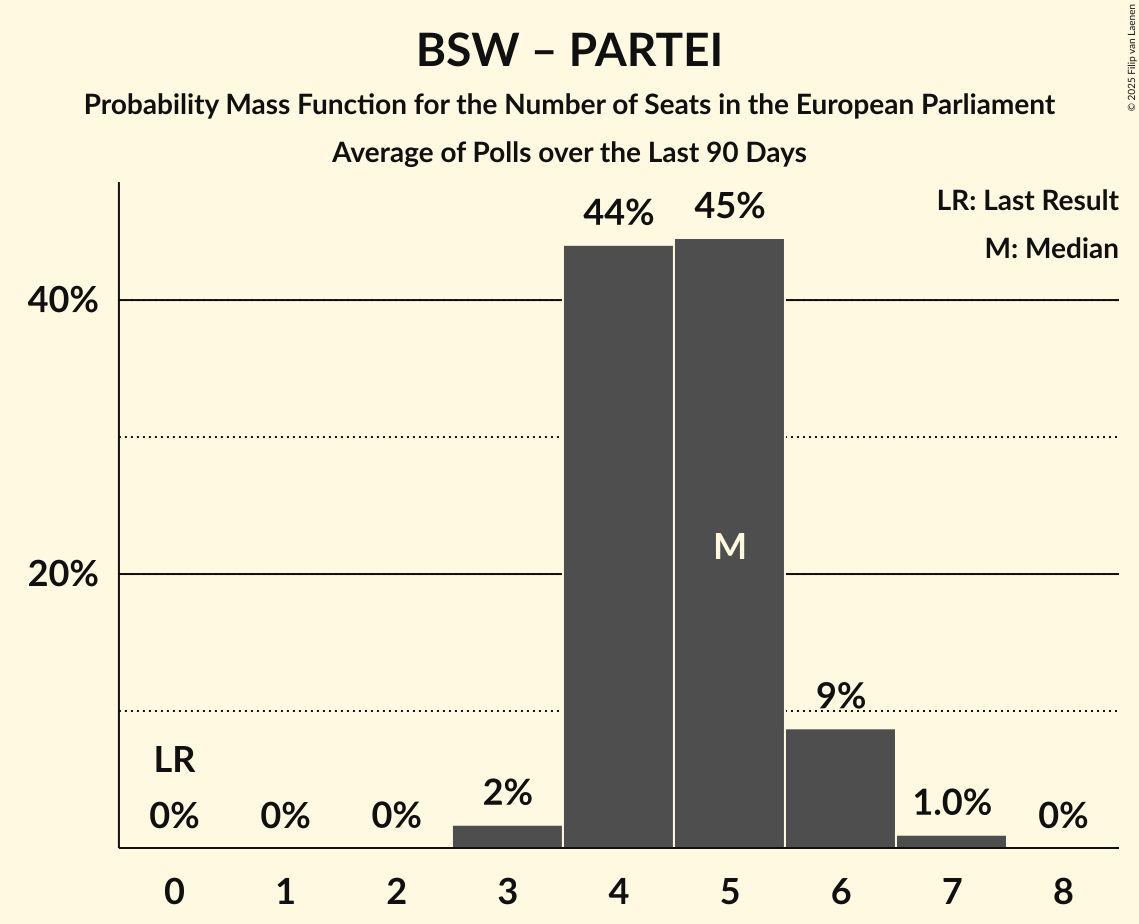 BSW – PARTEI
Probability Mass Function for the Number of Seats in the European Parliament
Average of Polls over the Last 90 Days
© 2025 Filip van Laenen
LR: Last Result
M: Median
44%
45%
40%
M
20%
9%
LR
2%
1.0%
0%
0%
0%
0%
0
1
2
3
4
5
6
7
8